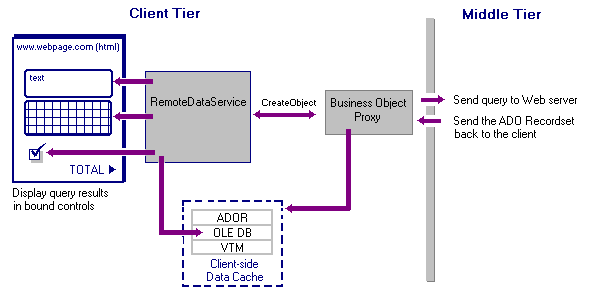 Client Tier
Middle Tier
www.webpage.com (html)
text
RemoteDataService
CreateObject
Business Object
Proxy
Send query to Web server
Send the ADO Recordset
back to the client
TOTAL
Display query results
in bound controls
ADOR
OLE DB
VTM
Client-side
Data Cache